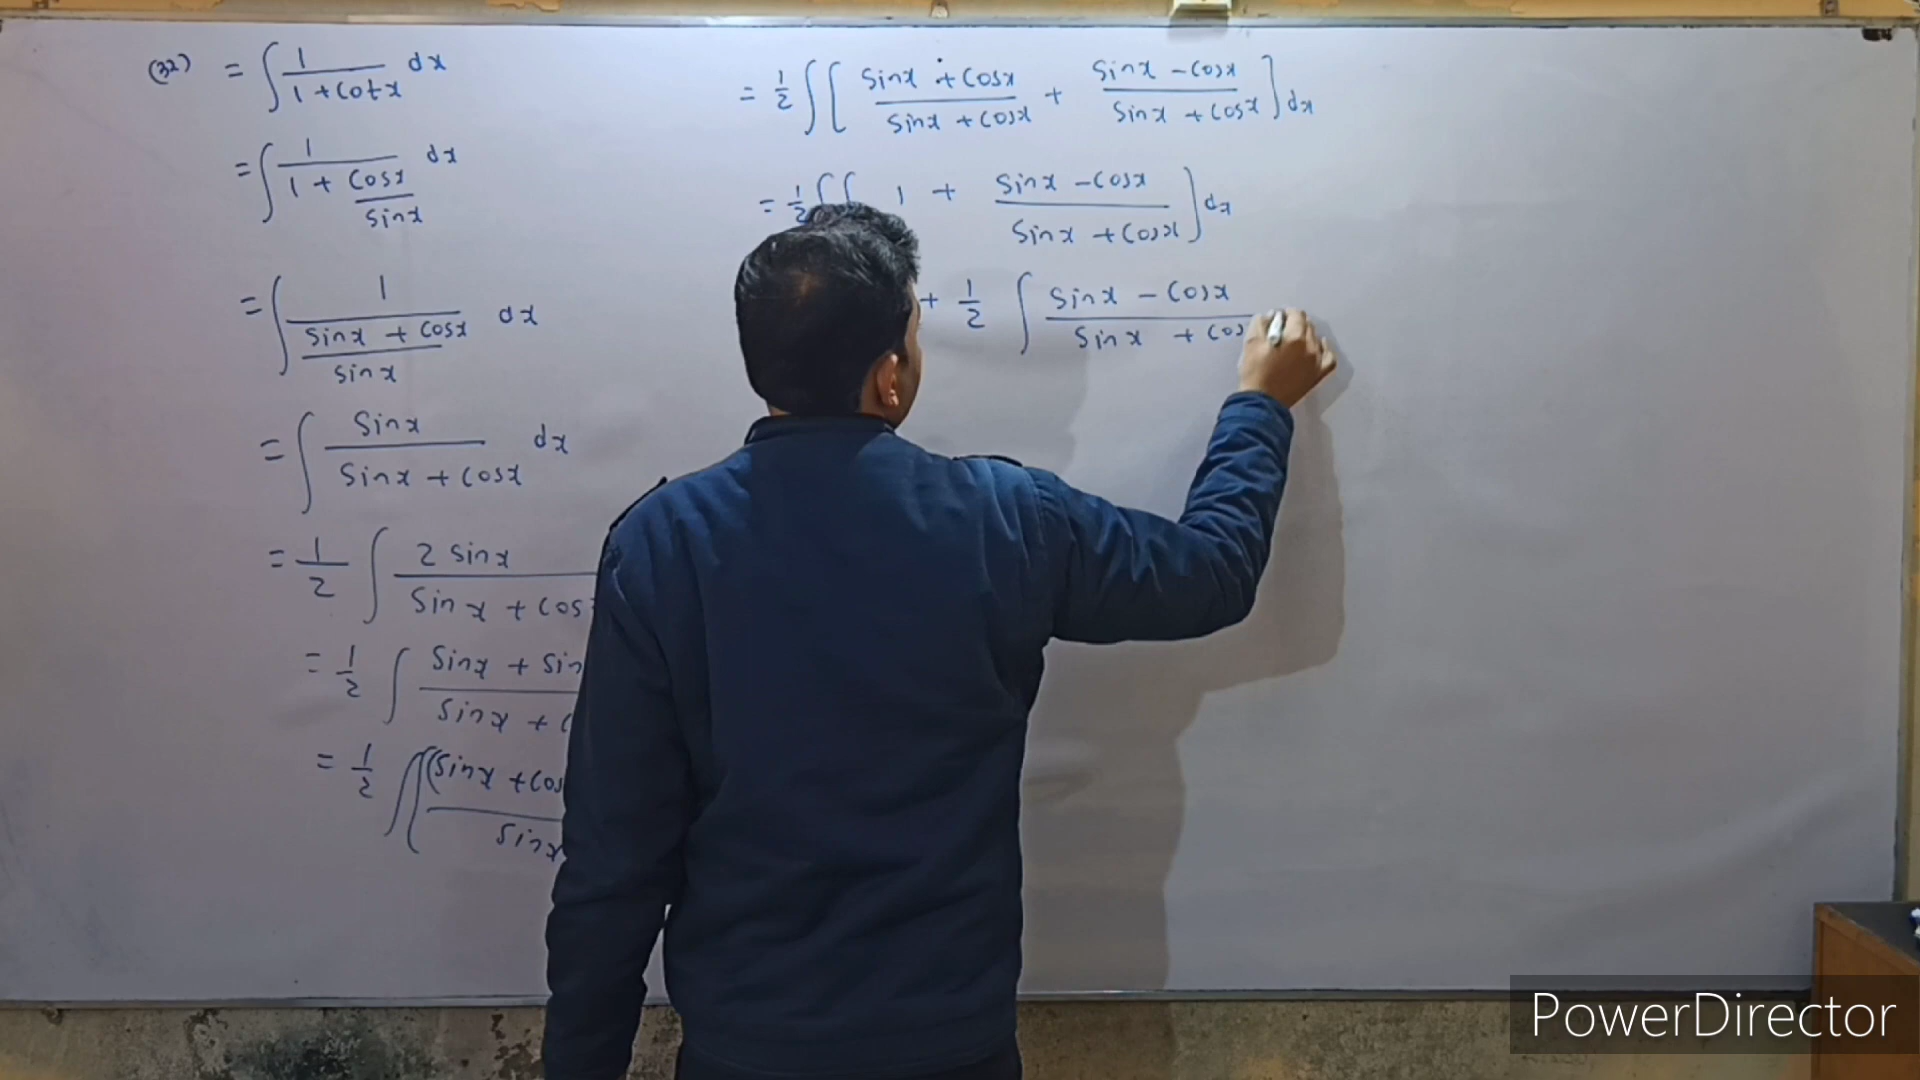 (32) = ∫ 1 / (1 + cot x) dx
= ∫ 1 / (1 + cos x / sin x) dx
= ∫ 1 / ((sin x + cos x) / sin x) dx
= ∫ sin x / (sin x + cos x) dx
= 1/2 ∫ 2 sin x / (sin x + cos
= 1/2 ∫ sin x + sin / sin x +
= 1/2 ∫ [(sin x + cos / sin x
= 1/2 ∫ [ (sin x + cos x) / (sin x + cos x) + (sin x - cos x) / (sin x + cos x) ] dx
= 1/2 ∫ [ 1 + (sin x - cos x) / (sin x + cos x) ] dx
+ 1/2 ∫ (sin x - cos x) / (sin x + cos
PowerDirector